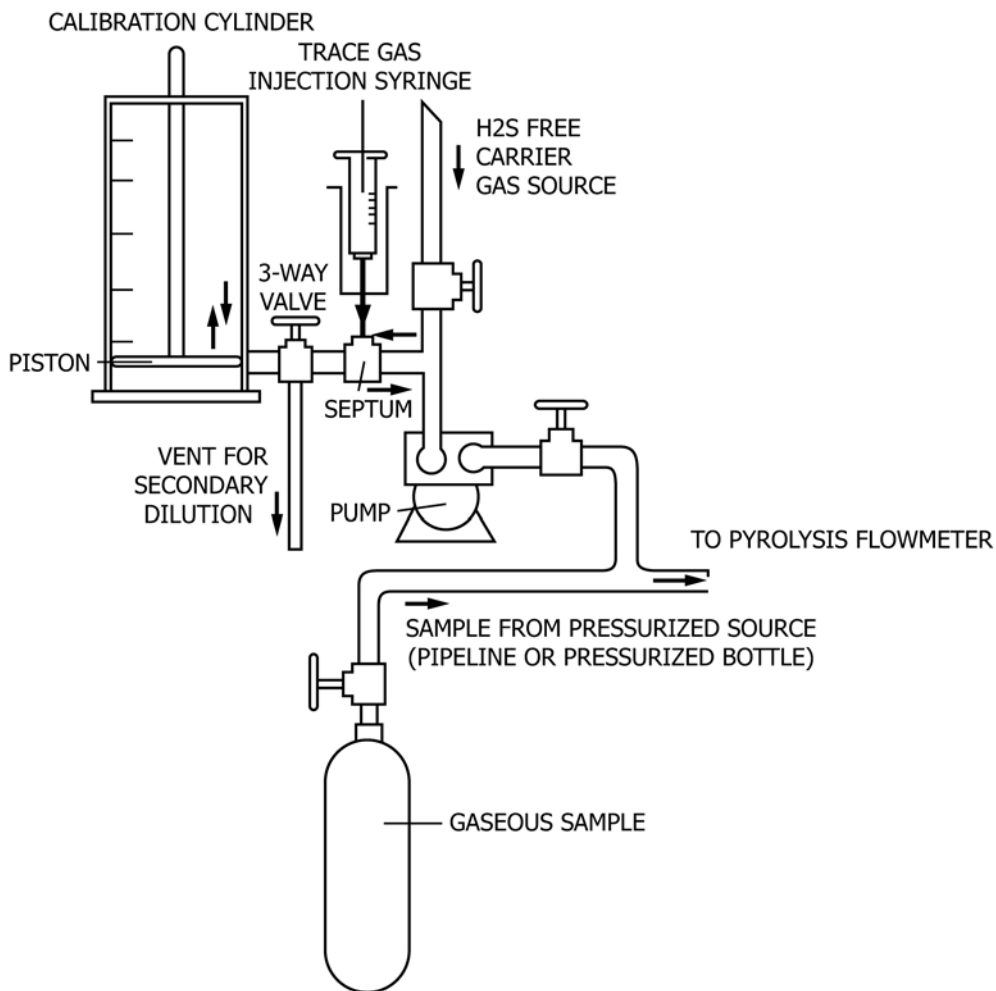 CALIBRATION CYLINDER
TRACE GAS
INJECTION SYRINGE
H2S FREE
CARRIER
GAS SOURCE
3-WAY
VALVE
PISTON
SEPTUM
VENT FOR
SECONDARY
DILUTION
PUMP
TO PYROLYSIS FLOWMETER
SAMPLE FROM PRESSURIZED SOURCE
(PIPELINE OR PRESSURIZED BOTTLE)
GASEOUS SAMPLE